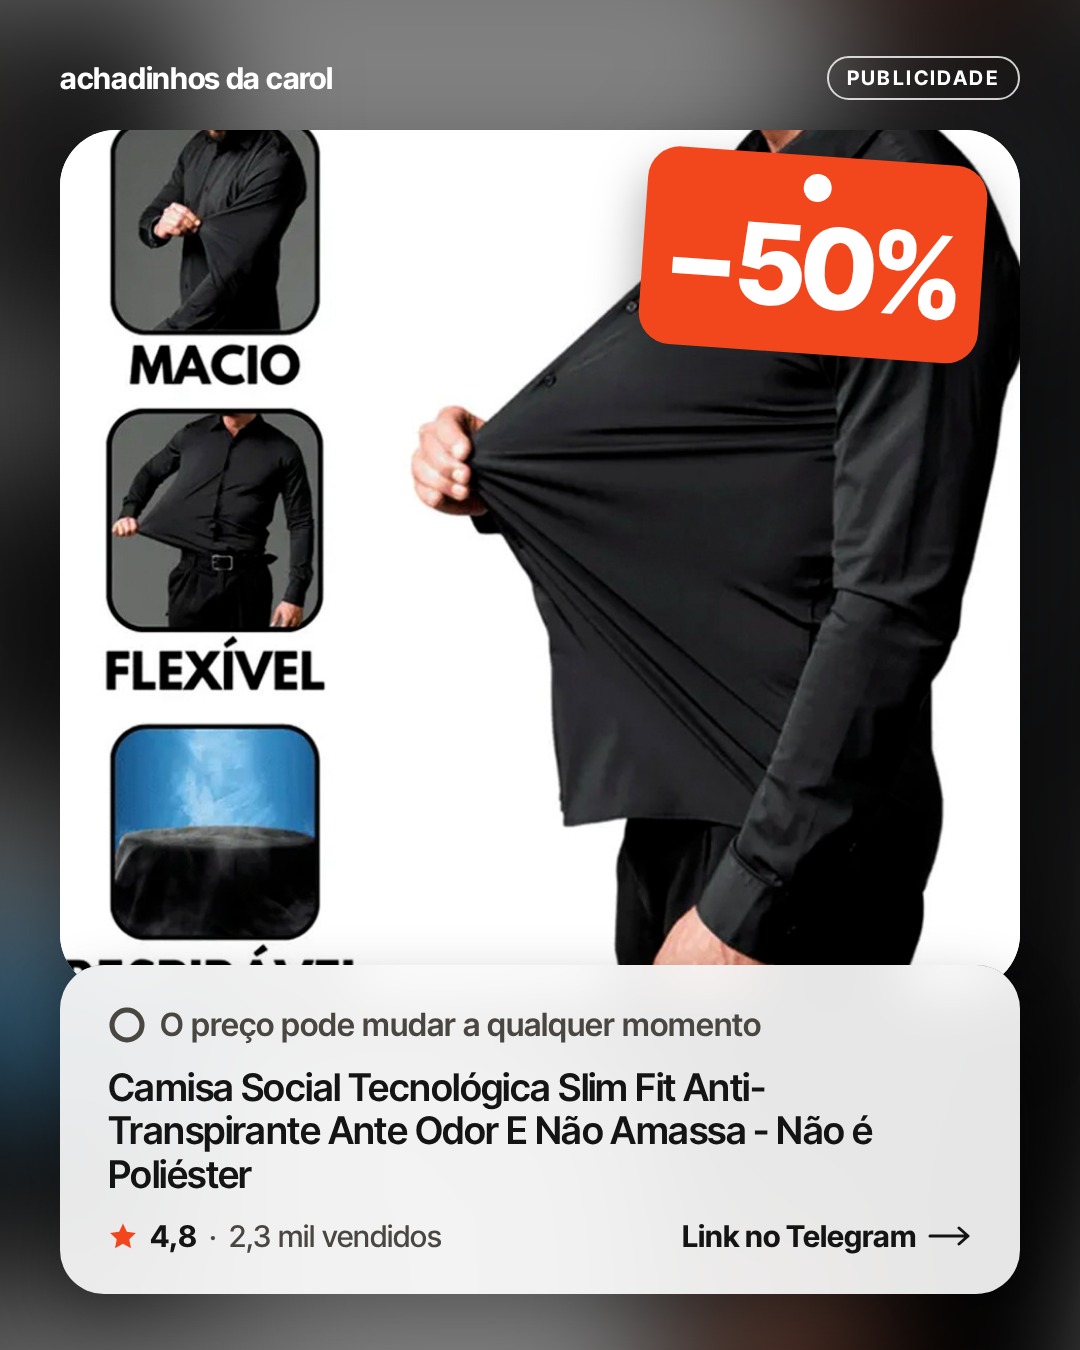 achadinhos da carol
PUBLICIDADE
-50%
MACIO
FLEXÍVEL
O preço pode mudar a qualquer momento
Camisa Social Tecnológica Slim Fit Anti-
Transpirante Ante Odor E Não Amassa - Não é
Poliéster
4,8 · 2,3 mil vendidos
Link no Telegram →